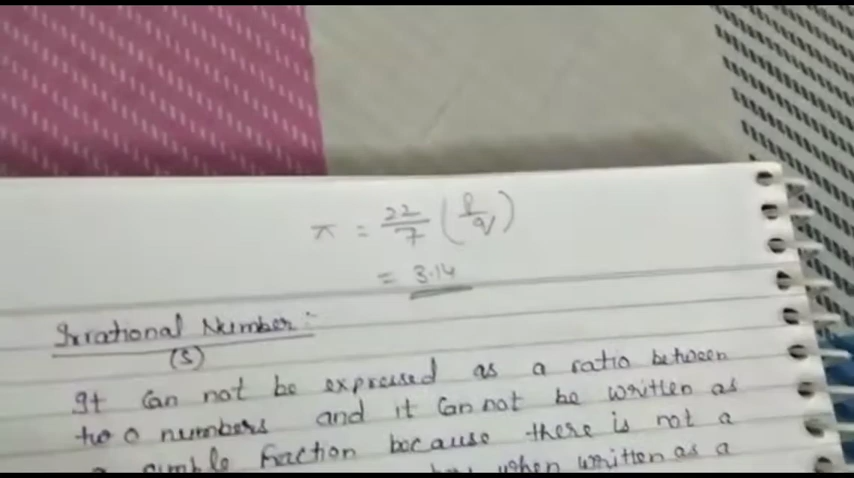 π = 22/7 (P/q)
= 3.14
Irrational Number:
(S)
It can not be expressed as a ratio between
two numbers and it can not be written as
a simple fraction because there is not a
when written as a